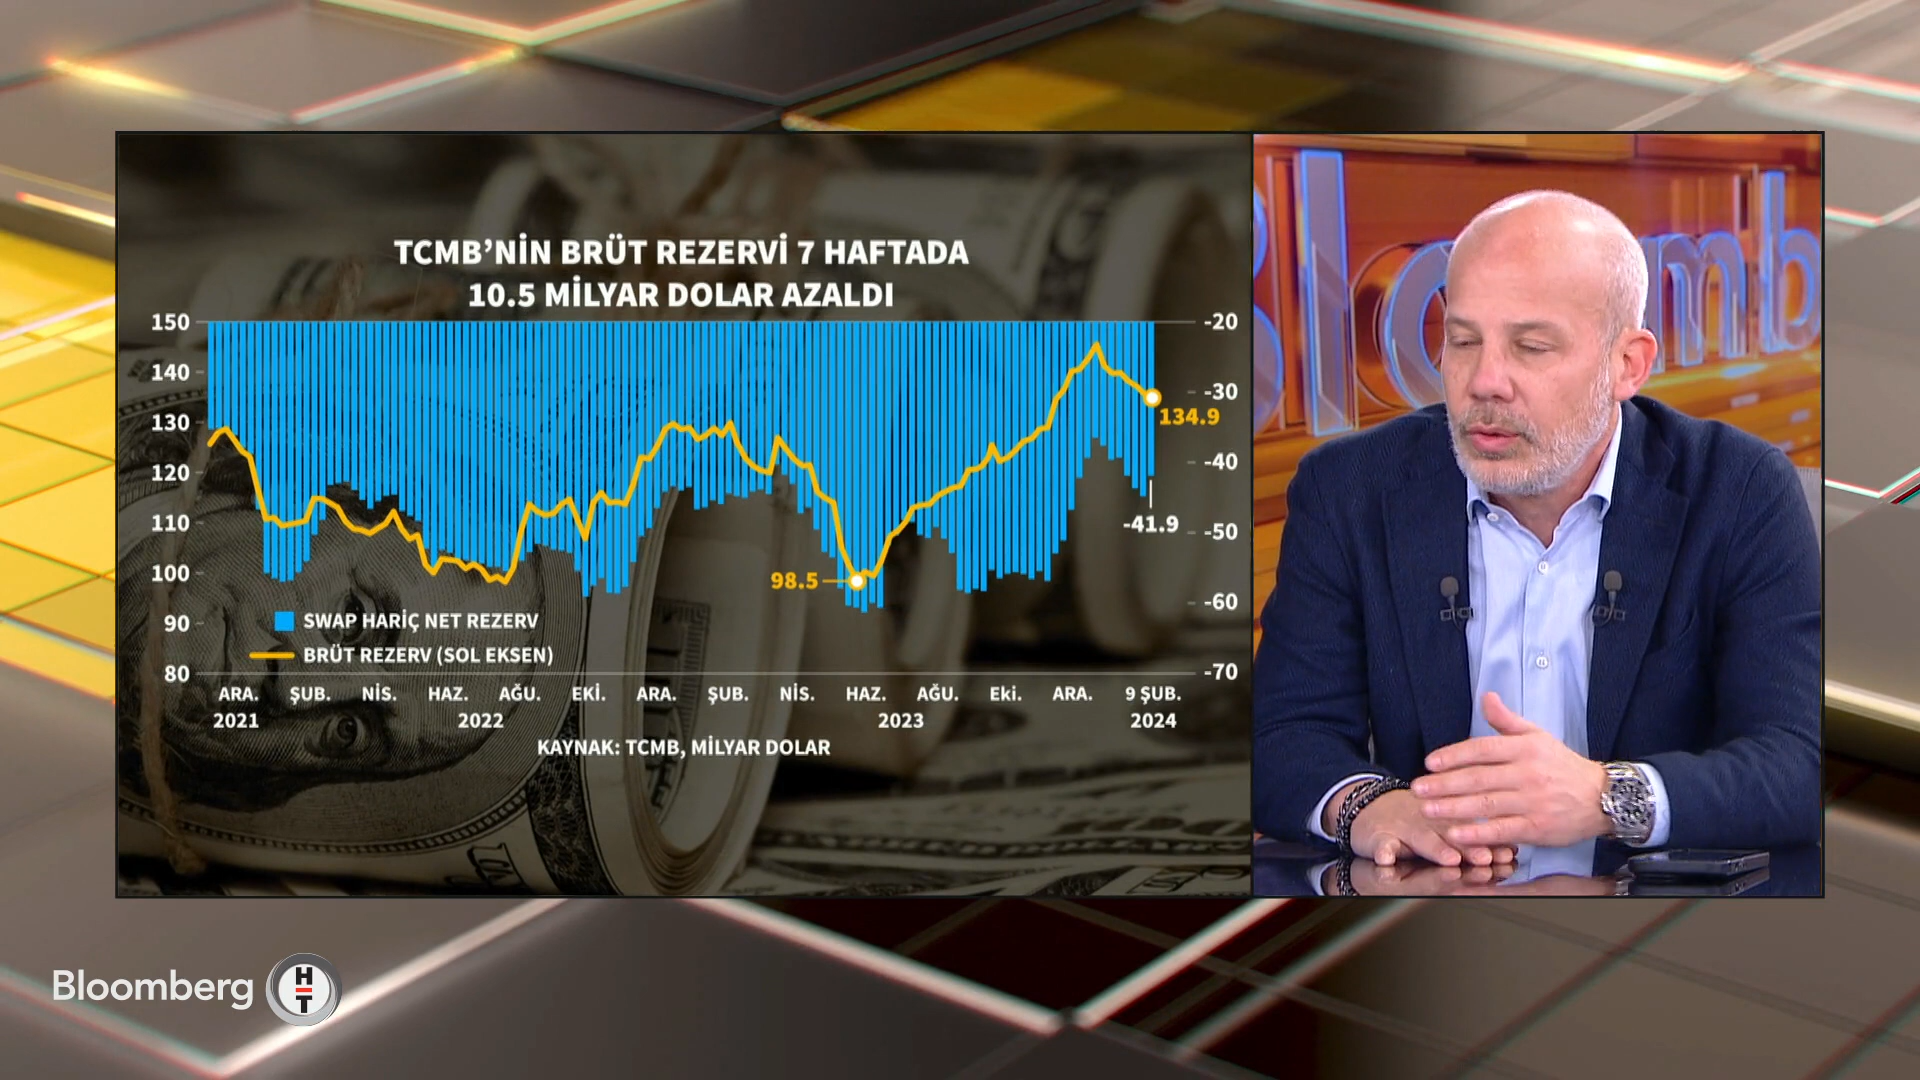 TCMB’NİN BRÜT REZERVİ 7 HAFTADA
10.5 MİLYAR DOLAR AZALDI
150
140
130
120
110
100
90
80
-20
-30
-40
-50
-60
-70
134.9
-41.9
98.5
SWAP HARİÇ NET REZERV
BRÜT REZERV (SOL EKSEN)
ARA. ŞUB. NİS. HAZ. AĞU. EKİ. ARA. ŞUB. NİS. HAZ. AĞU. Eki. ARA. 9 ŞUB.
2021 2022 2023 2024
KAYNAK: TCMB, MİLYAR DOLAR
Bloomberg HT